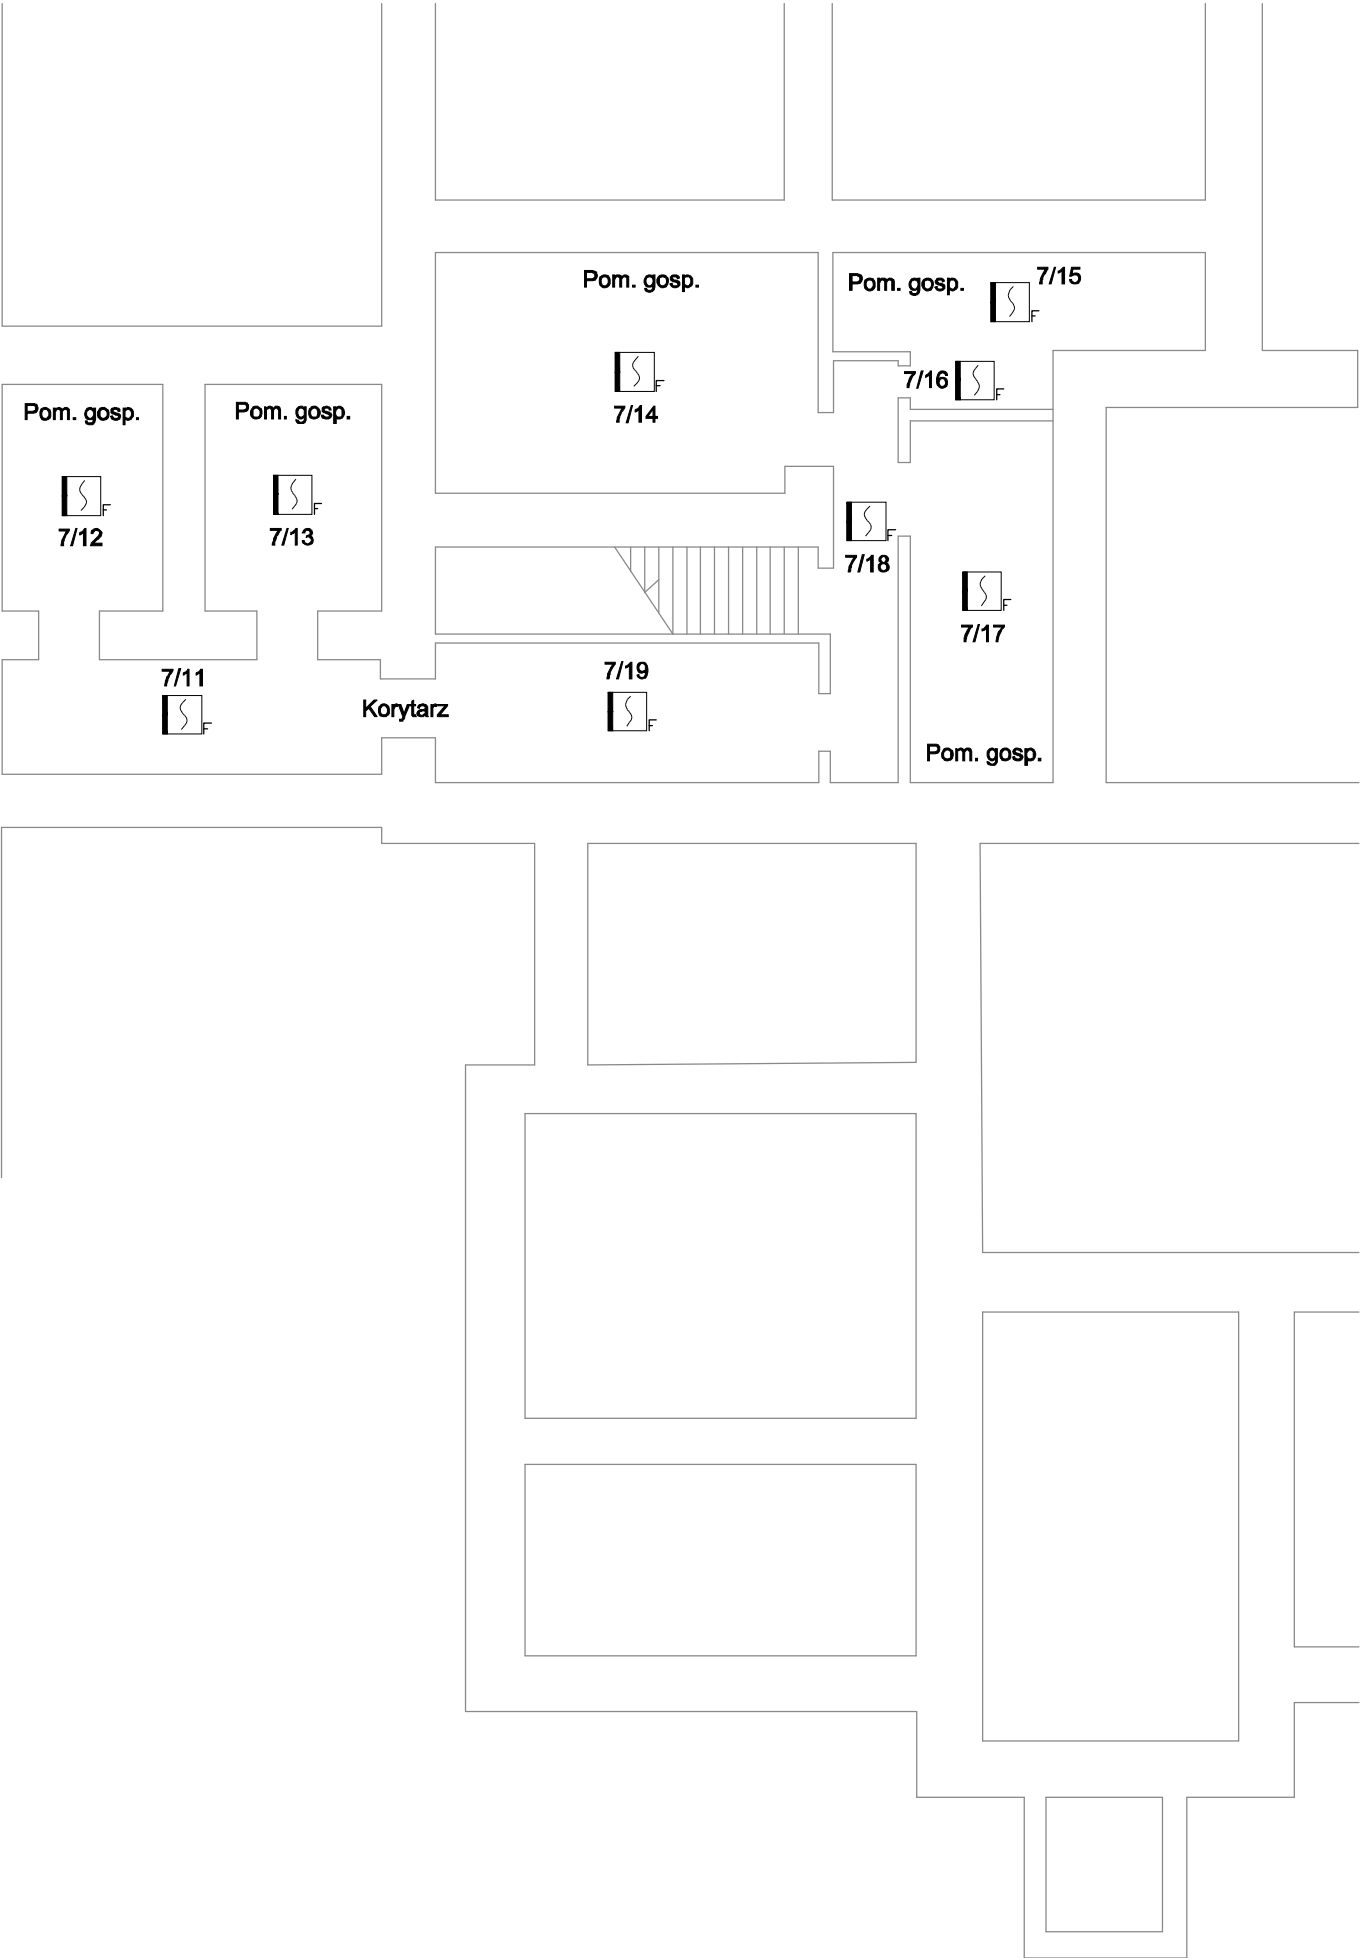 Pom. gosp.
7/15
Pom. gosp.
F
7/14
F
7/16
F
Pom. gosp.
Pom. gosp.
F
7/12
F
7/13
F
7/18
F
7/17
F
7/11
7/19
Korytarz
F
F
Pom. gosp.